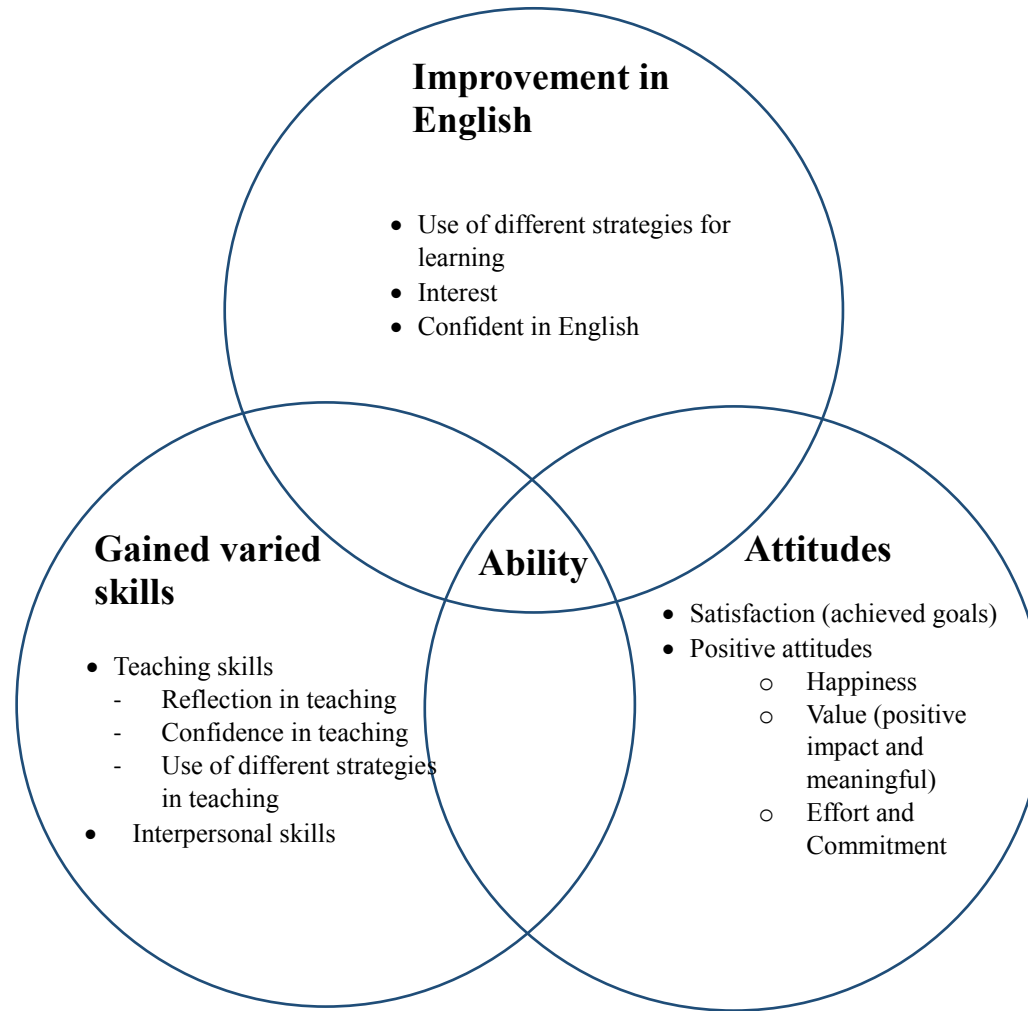 Improvement in
English
• Use of different strategies for
learning
• Interest
• Confident in English
Gained varied
skills
• Teaching skills
- Reflection in teaching
- Confidence in teaching
- Use of different strategies
in teaching
• Interpersonal skills
Ability
Attitudes
• Satisfaction (achieved goals)
• Positive attitudes
o Happiness
o Value (positive
impact and
meaningful)
o Effort and
Commitment